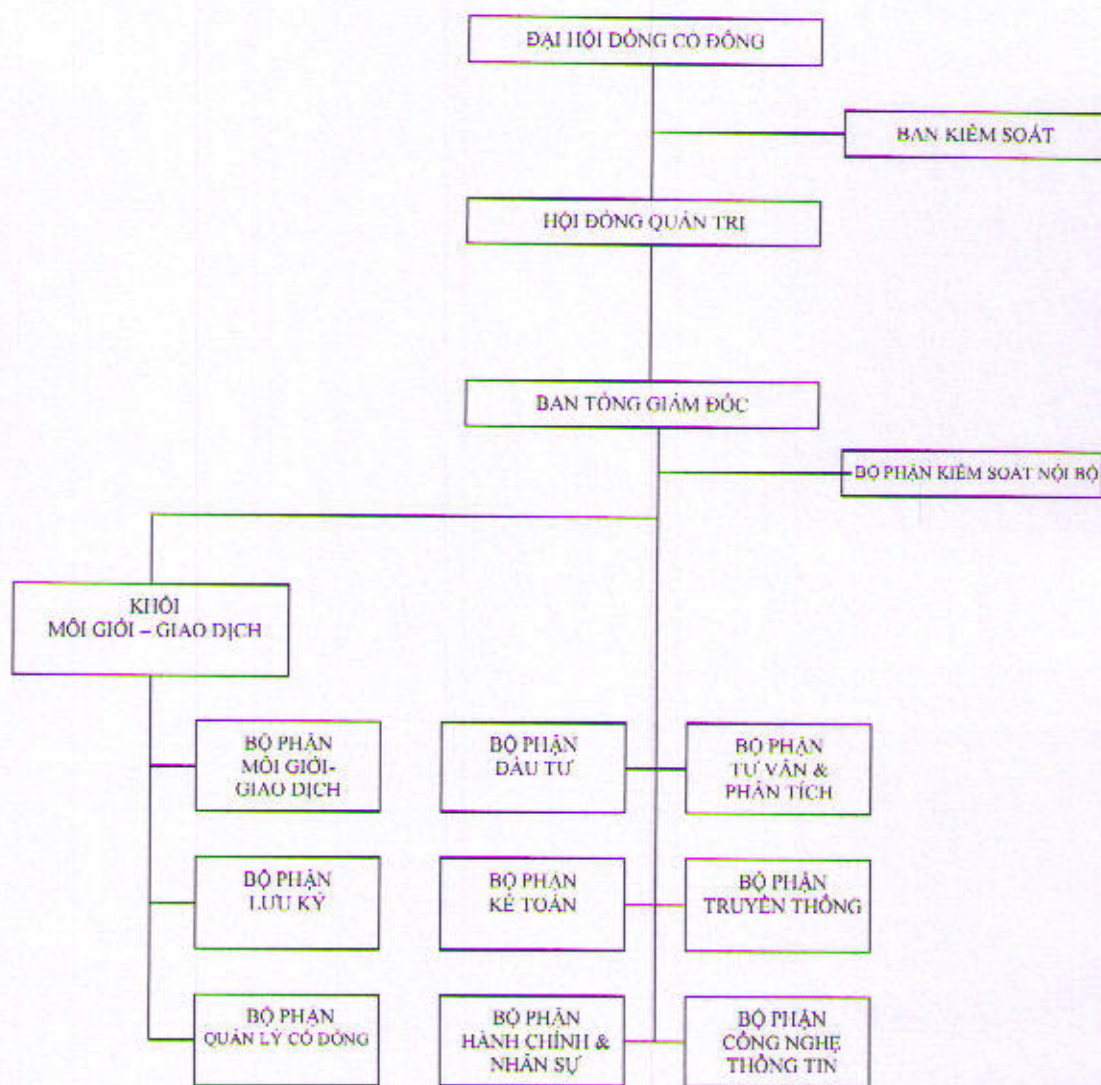 ĐẠI HỘI ĐỒNG CỔ ĐÔNG
BAN KIỂM SOÁT
HỘI ĐỒNG QUẢN TRỊ
BAN TỔNG GIÁM ĐỐC
BỘ PHẬN KIỂM SOÁT NỘI BỘ
KHỐI
MÔI GIỚI – GIAO DỊCH
BỘ PHẬN
MÔI GIỚI-
GIAO DỊCH
BỘ PHẬN
ĐẦU TƯ
BỘ PHẬN
TƯ VẤN &
PHÂN TÍCH
BỘ PHẬN
LƯU KÝ
BỘ PHẬN
KẾ TOÁN
BỘ PHẬN
TRUYỀN THÔNG
BỘ PHẬN
QUẢN LÝ CỔ ĐÔNG
BỘ PHẬN
HÀNH CHÍNH &
NHÂN SỰ
BỘ PHẬN
CÔNG NGHỆ
THÔNG TIN